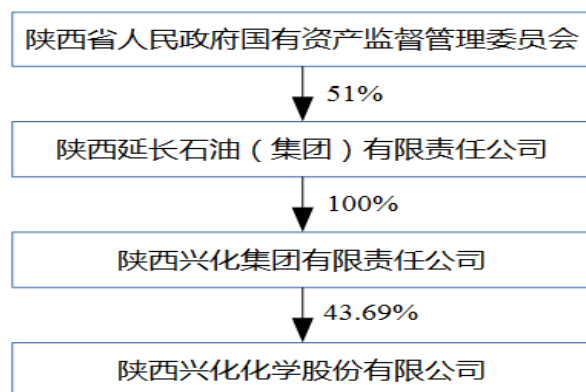 陕西省人民政府国有资产监督管理委员会
51%
陕西延长石油（集团）有限责任公司
100%
陕西兴化集团有限责任公司
43.69%
陕西兴化化学股份有限公司